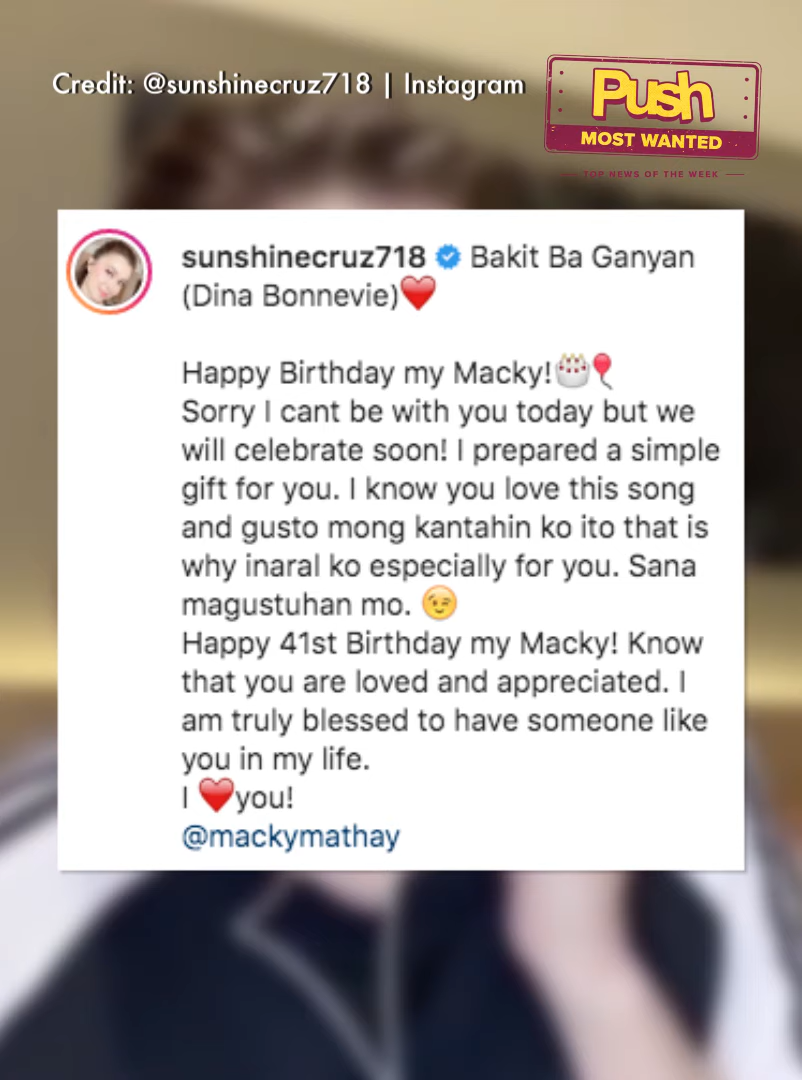 Credit: @sunshinecruz718 | Instagram
Push
MOST WANTED
TOP NEWS OF THE WEEK
sunshinecruz718 Bakit Ba Ganyan
(Dina Bonnevie)❤️
Happy Birthday my Macky!🎂🎈
Sorry I cant be with you today but we
will celebrate soon! I prepared a simple
gift for you. I know you love this song
and gusto mong kantahin ko ito that is
why inaral ko especially for you. Sana
magustuhan mo. 😉
Happy 41st Birthday my Macky! Know
that you are loved and appreciated. I
am truly blessed to have someone like
you in my life.
I ❤️you!
@mackymathay